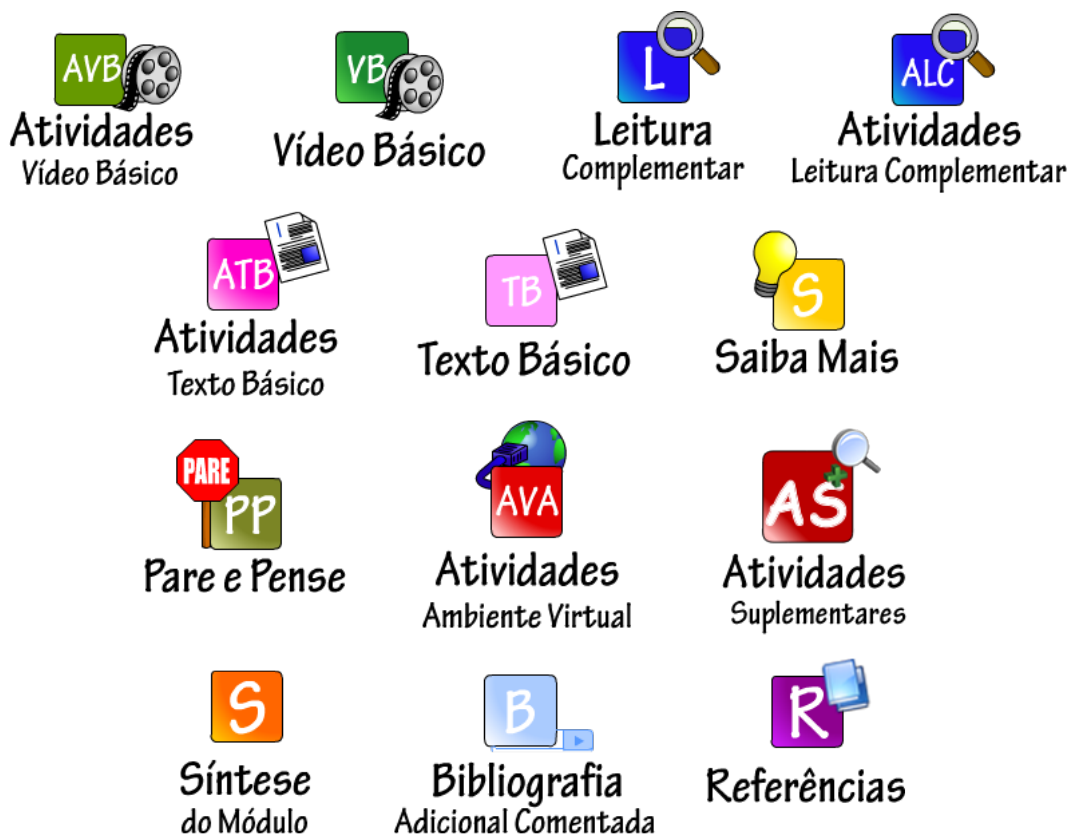 AVB
Atividades
Vídeo Básico
VB
Vídeo Básico
L
Leitura
Complementar
ALC
Atividades
Leitura Complementar
ATB
Atividades
Texto Básico
TB
Texto Básico
S
Saiba Mais
PARE
PP
Pare e Pense
AVA
Atividades
Ambiente Virtual
AS
Atividades
Suplementares
S
Síntese
do Módulo
B
Bibliografia
Adicional Comentada
R
Referências